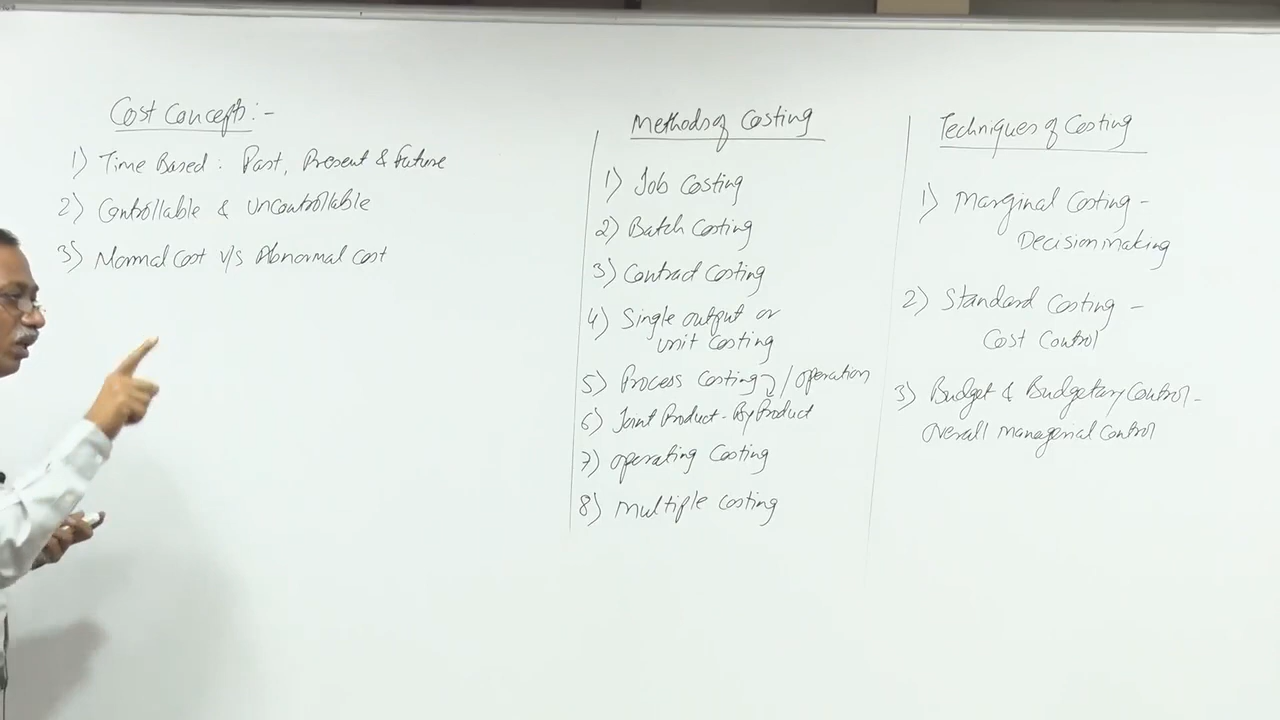 Cost Concepts:-
1) Time Based: Past, Present & Future
2) Controllable & Uncontrollable
3) Normal Cost v/s Abnormal Cost
Methods of Costing
1) Job Costing
2) Batch Costing
3) Contract Costing
4) Single output or
unit Costing
5) Process Costing / operation
6) Joint Product - By Product
7) Operating Costing
8) Multiple Costing
Techniques of Costing
1) Marginal Costing -
Decision making
2) Standard Costing -
Cost Control
3) Budget & Budgetary Control -
Overall Managerial Control